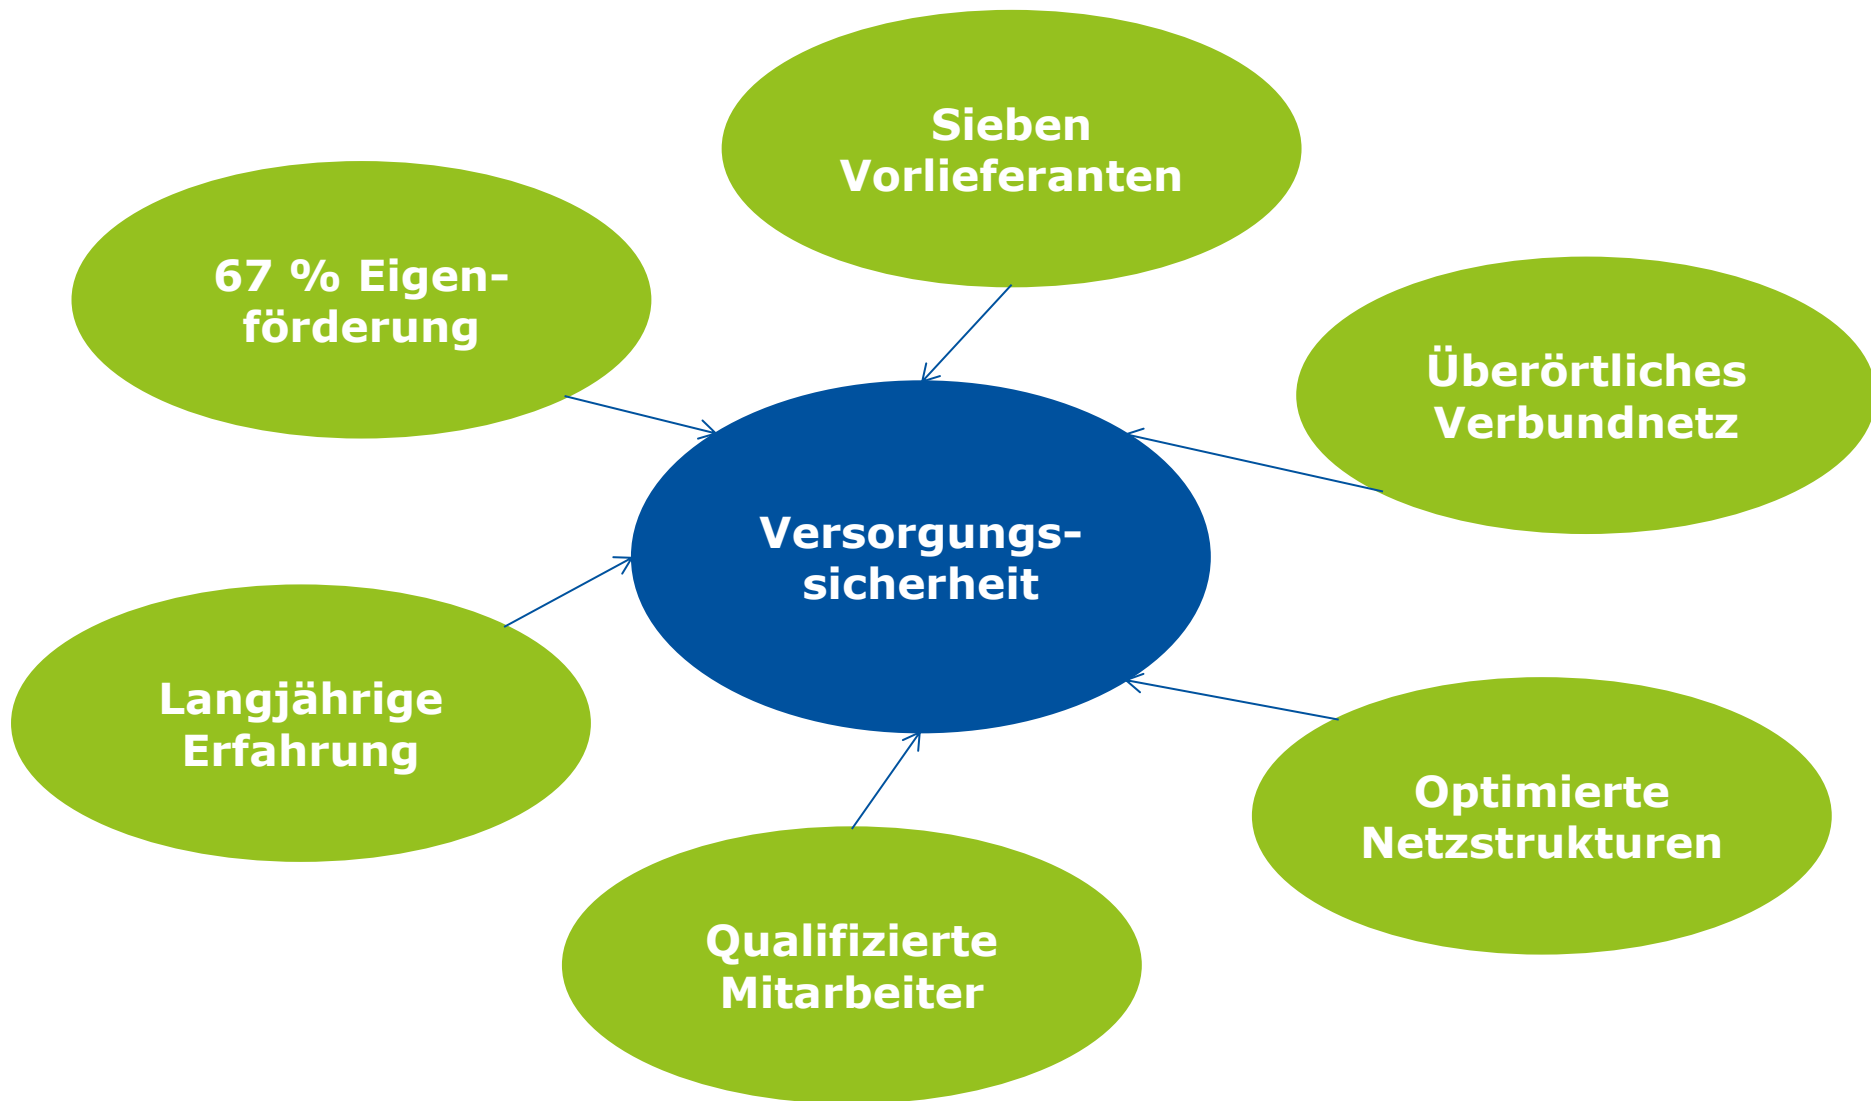 Sieben
Vorlieferanten
67 % Eigen-
förderung
Überörtliches
Verbundnetz
Versorgungs-
sicherheit
Langjährige
Erfahrung
Optimierte
Netzstrukturen
Qualifizierte
Mitarbeiter